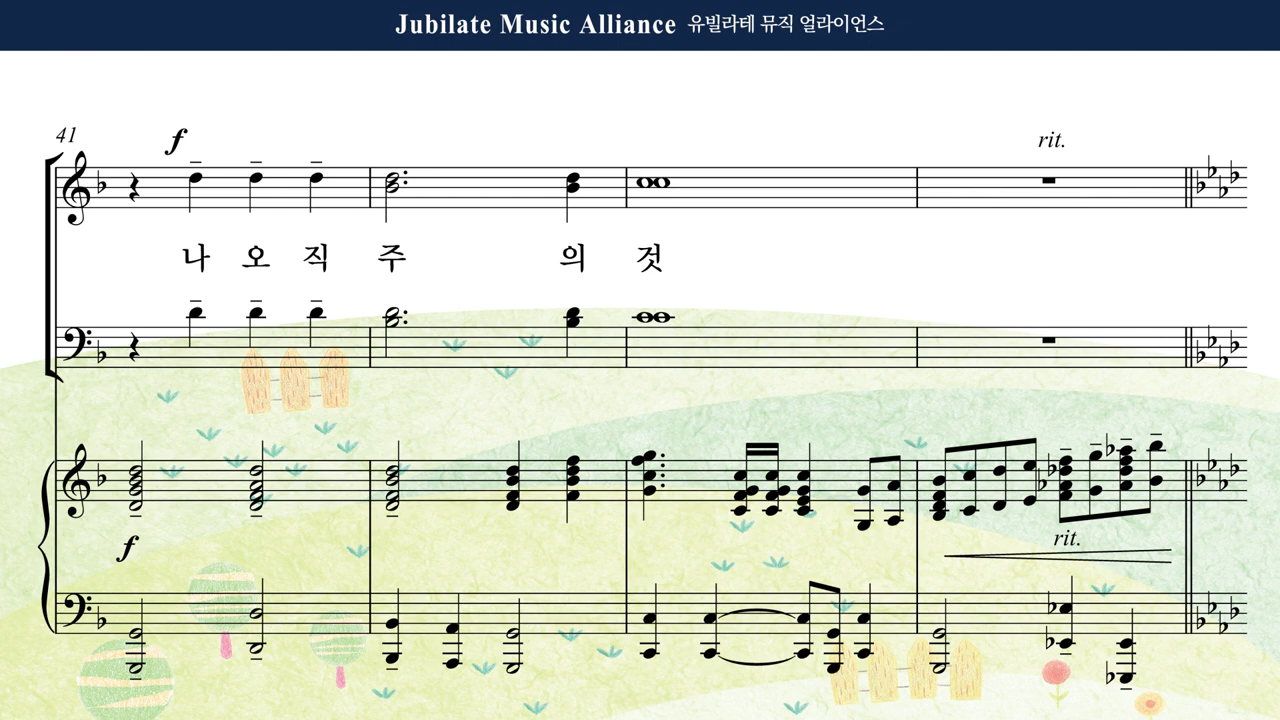 Jubilate Music Alliance 유빌라테 뮤직 얼라이언스
41
f
rit.
나 오 직 주 의 것
f
rit.